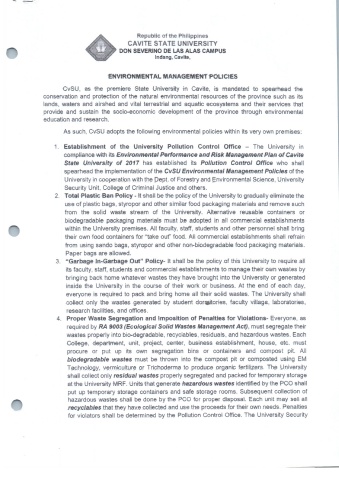 Republic of the Philippines
CAVITE STATE UNIVERSITY
DON SEVERINO DE LAS ALAS CAMPUS
Indang, Cavite,
ENVIRONMENTAL MANAGEMENT POLICIES
CvSU, as the premiere State University in Cavite, is mandated to spearhead the
conservation and protection of the natural environmental resources of the province such as its
lands, waters and airshed and vital terrestrial and aquatic ecosystems and their services that
provide and sustain the socio-economic development of the province through environmental
education and research.
As such, CvSU adopts the following environmental policies within its very own premises:
1. Establishment of the University Pollution Control Office – The University in
compliance with its Environmental Performance and Risk Management Plan of Cavite
State University of 2017 has established its Pollution Control Office who shall
spearhead the implementation of the CvSU Environmental Management Policies of the
University in cooperation with the Dept. of Forestry and Environmental Science, University
Security Unit, College of Criminal Justice and others.
2. Total Plastic Ban Policy - It shall be the policy of the University to gradually eliminate the
use of plastic bags, styropor and other similar food packaging materials and remove such
from the solid waste stream of the University. Alternative reusable containers or
biodegradable packaging materials must be adopted in all commercial establishments
within the University premises. All faculty, staff, students and other personnel shall bring
their own food containers for "take out" food. All commercial establishments shall refrain
from using sando bags, styropor and other non-biodegradable food packaging materials.
Paper bags are allowed.
3. "Garbage In-Garbage Out" Policy- It shall be the policy of this University to require all
its faculty, staff, students and commercial establishments to manage their own wastes by
bringing back home whatever wastes they have brought into the University or generated
inside the University in the course of their work or business. At the end of each day,
everyone is required to pack and bring home all their solid wastes. The University shall
collect only the wastes generated by student dormitories, faculty village, laboratories,
research facilities, and offices.
4. Proper Waste Segregation and Imposition of Penalties for Violations- Everyone, as
required by RA 9003 (Ecological Solid Wastes Management Act), must segregate their
wastes properly into bio-degradable, recyclables, residuals, and hazardous wastes. Each
College, department, unit, project, center, business establishment, house, etc. must
procure or put up its own segregation bins or containers and compost pit. All
biodegradable wastes must be thrown into the compost pit or composted using EM
Technology, vermiculture or Trichoderma to produce organic fertilizers. The University
shall collect only residual wastes properly segregated and packed for temporary storage
at the University MRF. Units that generate hazardous wastes identified by the PCO shall
put up temporary storage containers and safe storage rooms. Subsequent collection of
hazardous wastes shall be done by the PCO for proper disposal. Each unit may sell all
recyclables that they have collected and use the proceeds for their own needs. Penalties
for violators shall be determined by the Pollution Control Office. The University Security